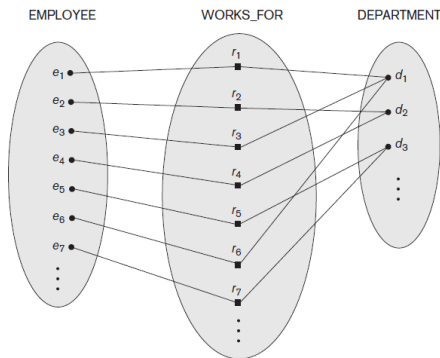 EMPLOYEE
WORKS_FOR
DEPARTMENT
e1
e2
e3
e4
e5
e6
e7
r1
r2
r3
r4
r5
r6
r7
d1
d2
d3